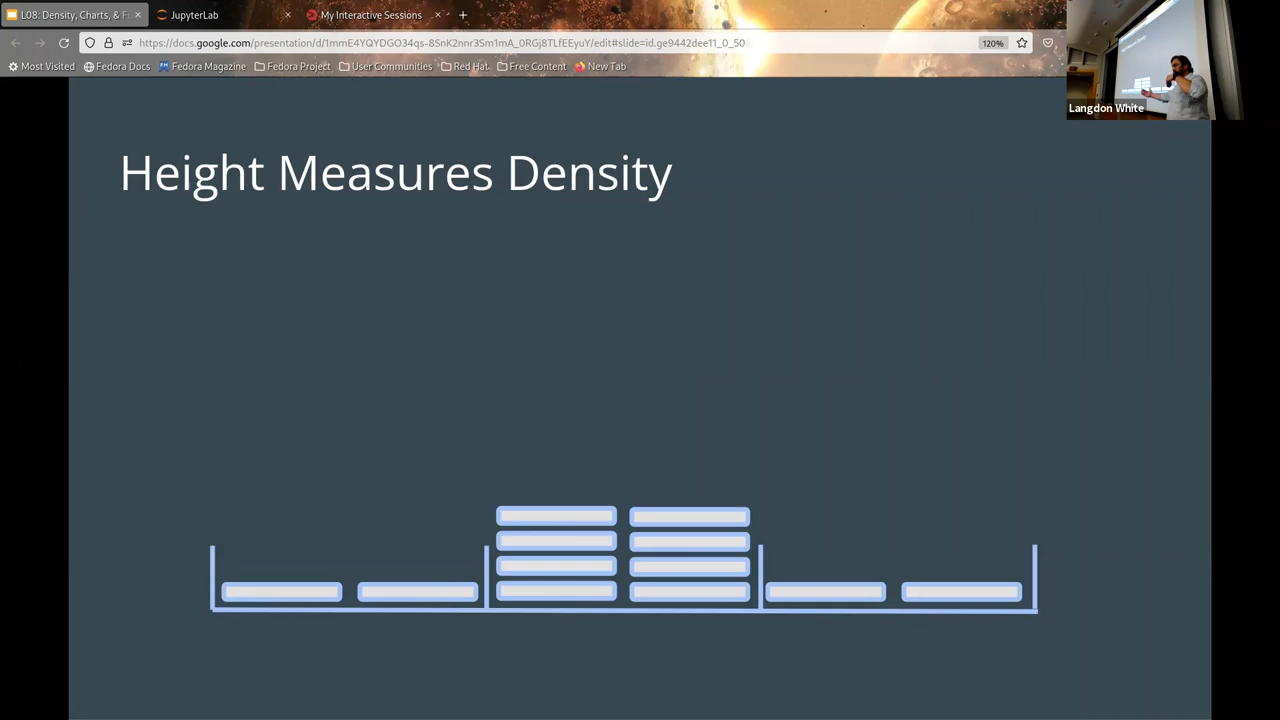 L08: Density, Charts, & F
JupyterLab
My Interactive Sessions
https://docs.google.com/presentation/d/1mmE4YQYDGO34qs-8SnK2nnr3Sm1mA_0RGj8TLfEEyuY/edit#slide=id.ge9442dee11_0_50
120%
Most Visited
Fedora Docs
Fedora Magazine
Fedora Project
User Communities
Red Hat
Free Content
New Tab
Langdon White
Height Measures Density